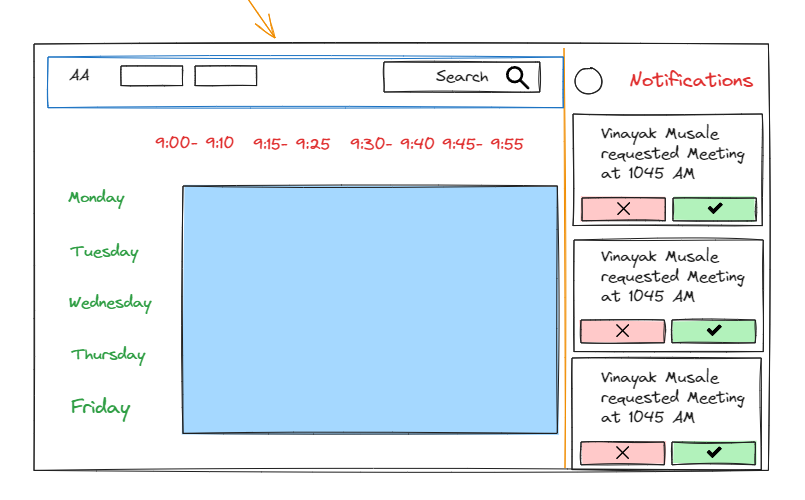 AA
Search
Notifications
9:00- 9:10 9:15- 9:25 9:30- 9:40 9:45- 9:55
Monday
Tuesday
Wednesday
Thursday
Friday
Vinayak Musale
requested Meeting
at 1045 AM
Vinayak Musale
requested Meeting
at 1045 AM
Vinayak Musale
requested Meeting
at 1045 AM